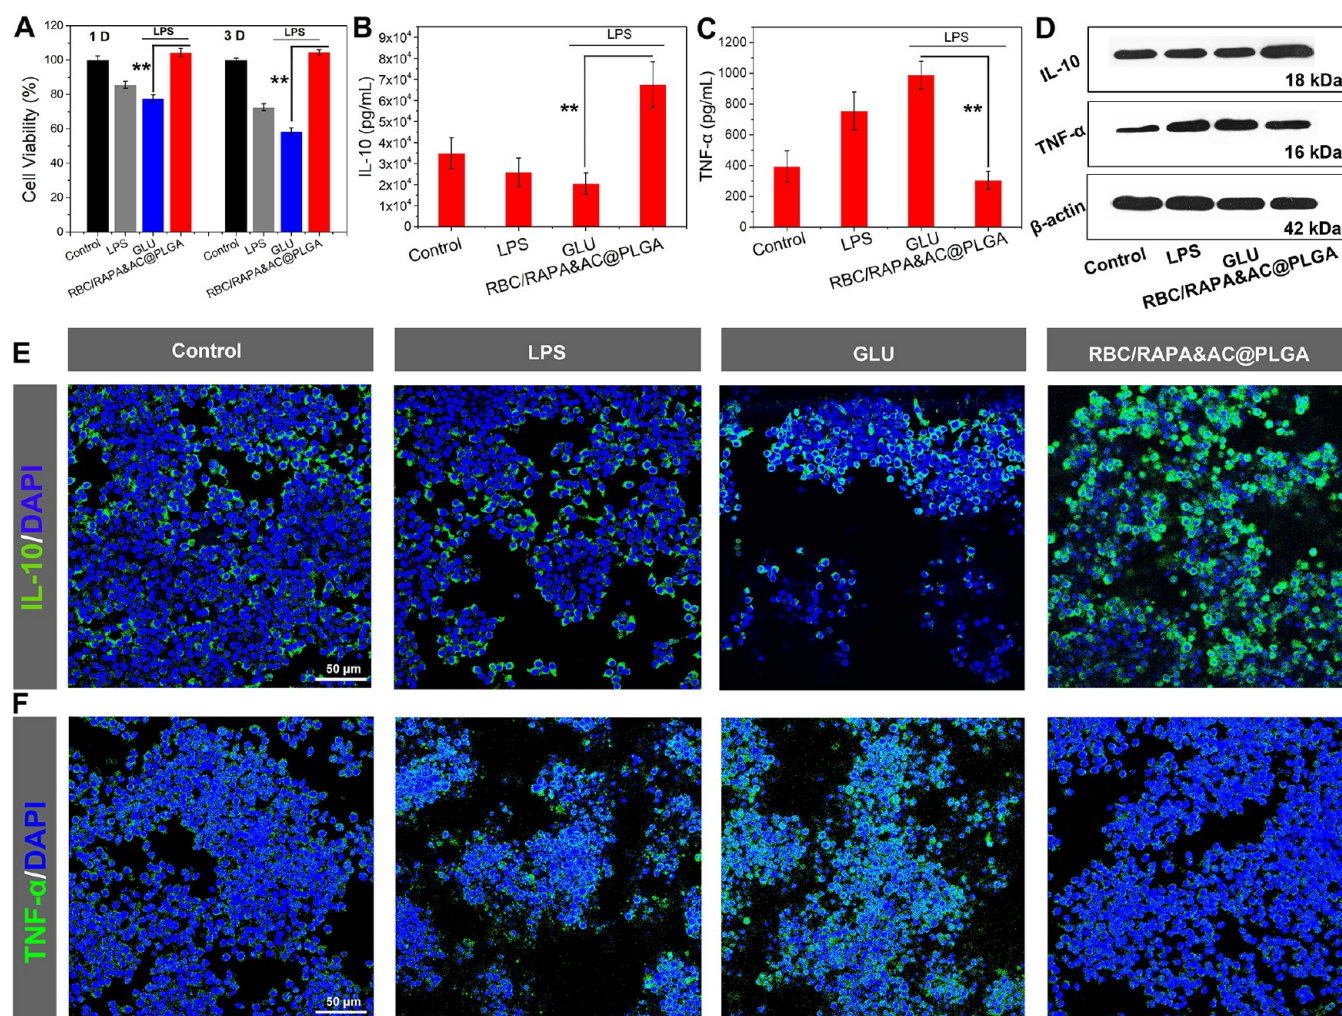 A
120
100
80
60
40
20
0
Cell Viability (%)
1 D
LPS
**
3 D
LPS
**
Control
LPS
GLU
RBC/RAPA&AC@PLGA
Control
LPS
GLU
RBC/RAPA&AC@PLGA
B
9x10⁴
8x10⁴
7x10⁴
6x10⁴
5x10⁴
4x10⁴
3x10⁴
2x10⁴
1x10⁴
0
IL-10 (pg/mL)
LPS
**
Control
LPS
GLU
RBC/RAPA&AC@PLGA
C
1200
1000
800
600
400
200
0
TNF-α (pg/mL)
LPS
**
Control
LPS
GLU
RBC/RAPA&AC@PLGA
D
IL-10
18 kDa
TNF-α
16 kDa
β-actin
42 kDa
Control
LPS
GLU
RBC/RAPA&AC@PLGA
E
Control
LPS
GLU
RBC/RAPA&AC@PLGA
IL-10/DAPI
50 μm
F
TNF-α/DAPI
50 μm